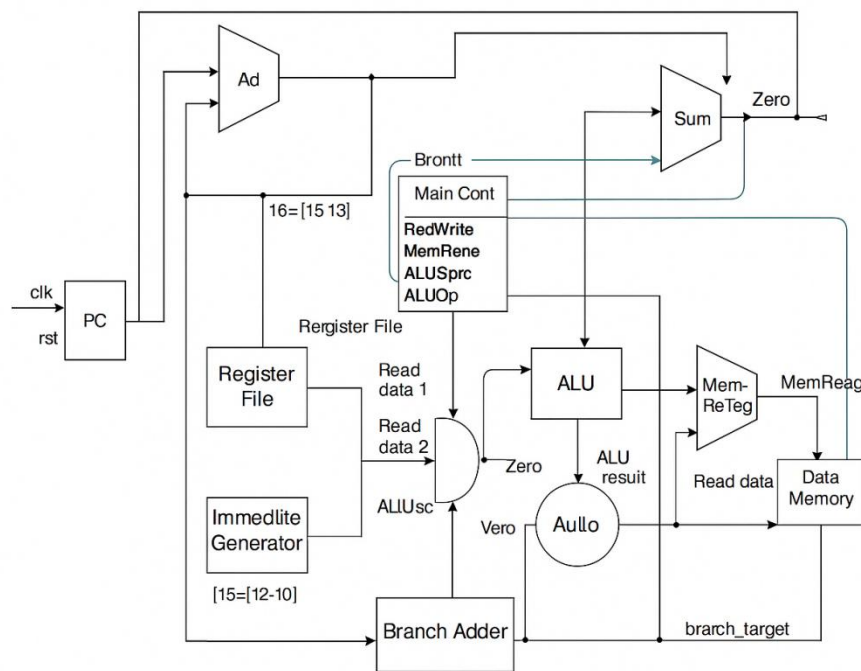 Ad
Sum
Zero
Brontt
Main Cont
16=[15 13]
RedWrite
MemRene
ALUSprc
ALUOp
clk
rst
PC
Rergister File
Register
File
Read
data 1
ALU
Mem-
ReTeg
MemReag
Read
data 2
Zero
ALU
resuit
Read data
Data
Memory
Immedlite
Generator
ALIUsc
Vero
Aullo
[15=[12-10]
Branch Adder
brarch_target